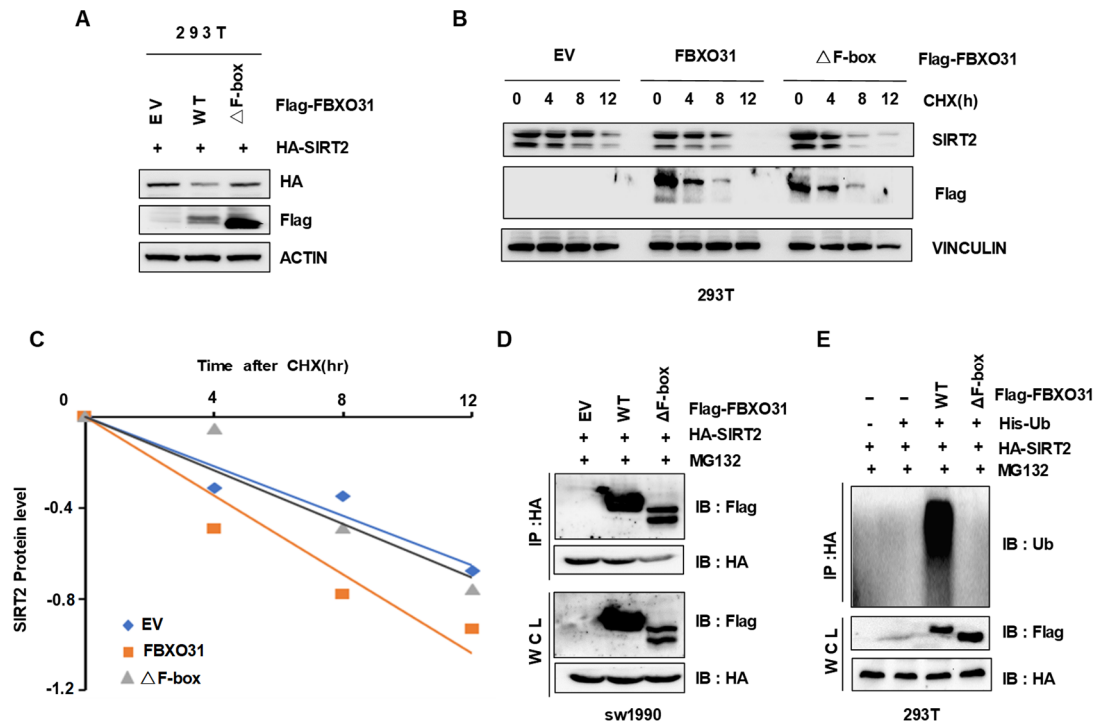 A
2 9 3 T
EV
WT
△F-box
Flag-FBXO31
+ + +
HA-SIRT2
HA
Flag
ACTIN
B
EV
FBXO31
△F-box
Flag-FBXO31
0 4 8 12 0 4 8 12 0 4 8 12
CHX(h)
SIRT2
Flag
VINCULIN
293T
C
Time after CHX(hr)
0 4 8 12
-0.4
-0.8
-1.2
SIRT2 Protein level
EV
FBXO31
△F-box
D
EV
WT
ΔF-box
Flag-FBXO31
+ + + HA-SIRT2
+ + + MG132
IP :HA
IB : Flag
IB : HA
W C L
IB : Flag
IB : HA
sw1990
E
– – WT ΔF-box Flag-FBXO31
- + + + His-Ub
+ + + + HA-SIRT2
+ + + + MG132
IP :HA
IB : Ub
W C L
IB : Flag
IB : HA
293T